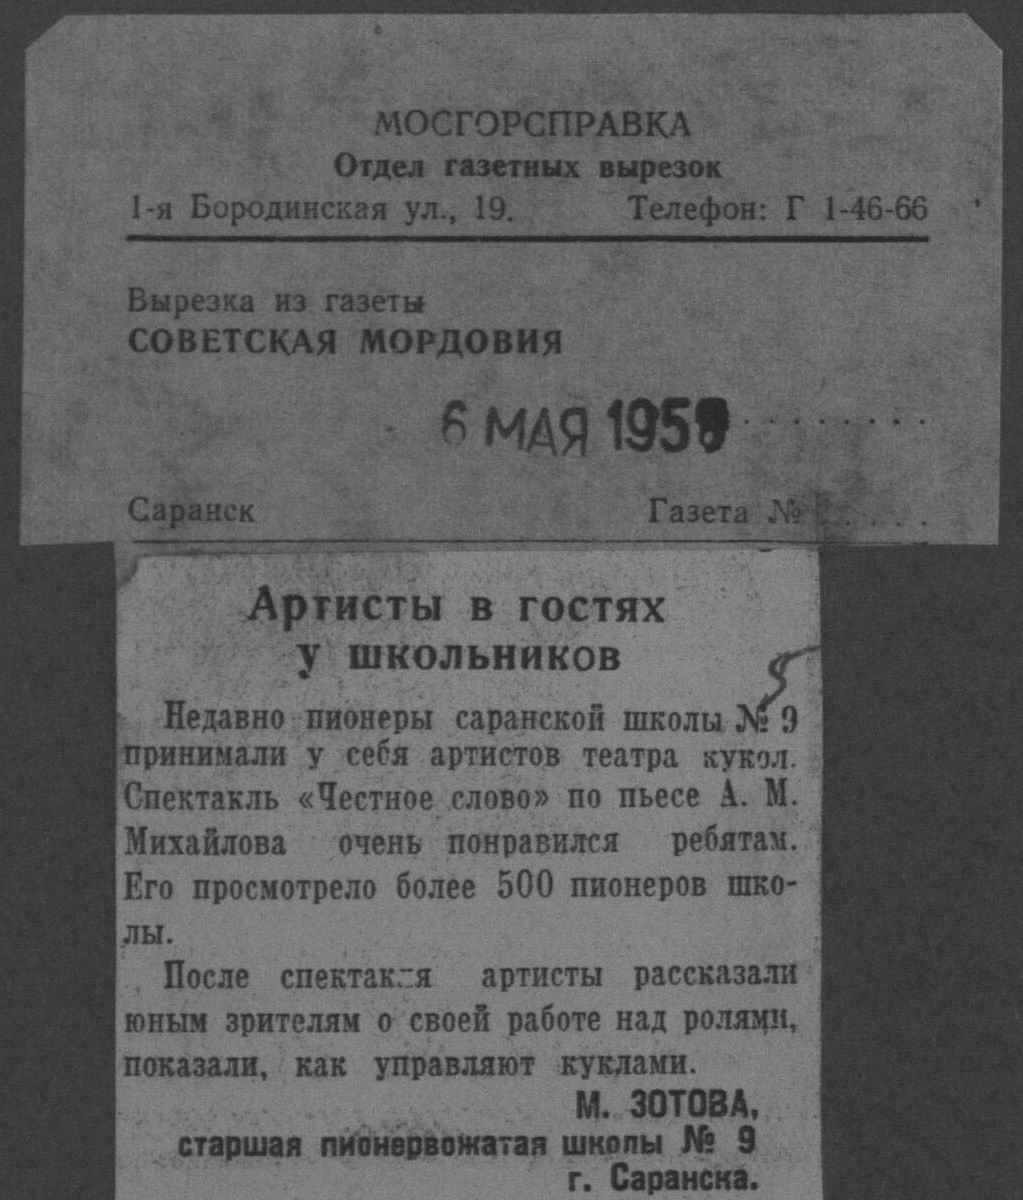 МОСГОРСПРАВКА
Отдел газетных вырезок
1-я Бородинская ул., 19. Телефон: Г 1-46-66
Вырезка из газеты
СОВЕТСКАЯ МОРДОВИЯ
6 МАЯ
Саранск Газета №
Артисты в гостях
у школьников
Недавно пионеры саранской школы № 9
принимали у себя артистов театра кукол.
Спектакль «Честное слово» по пьесе А. М.
Михайлова очень понравился ребятам.
Его просмотрело более 500 пионеров шко-
лы.
После спектакля артисты рассказали
юным зрителям о своей работе над ролями,
показали, как управляют куклами.
М. ЗОТОВА,
старшая пионервожатая школы № 9
г. Саранска.